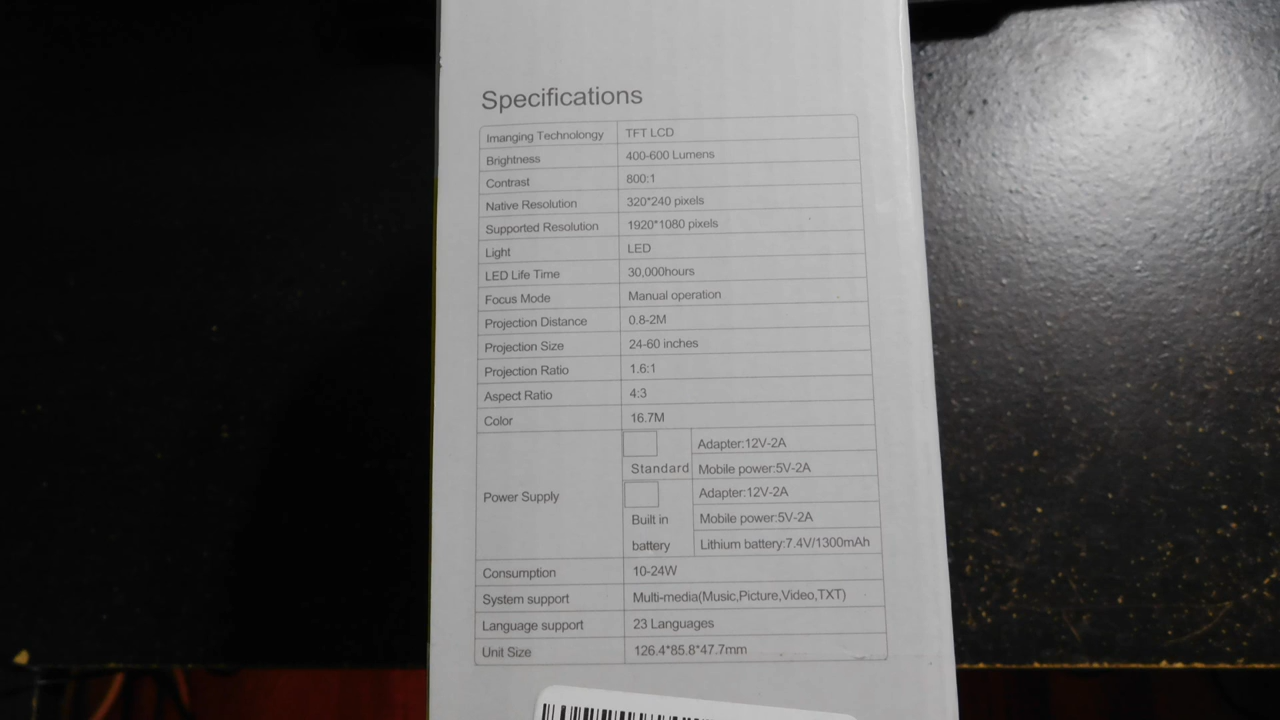 Specifications
Imanging Technolongy TFT LCD
Brightness 400-600 Lumens
Contrast 800:1
Native Resolution 320*240 pixels
Supported Resolution 1920*1080 pixels
Light LED
LED Life Time 30,000hours
Focus Mode Manual operation
Projection Distance 0.8-2M
Projection Size 24-60 inches
Projection Ratio 1.6:1
Aspect Ratio 4:3
Color 16.7M
Power Supply
Standard
Adapter:12V-2A
Mobile power:5V-2A
Built in
battery
Adapter:12V-2A
Mobile power:5V-2A
Lithium battery:7.4V/1300mAh
Consumption 10-24W
System support Multi-media(Music,Picture,Video,TXT)
Language support 23 Languages
Unit Size 126.4*85.8*47.7mm